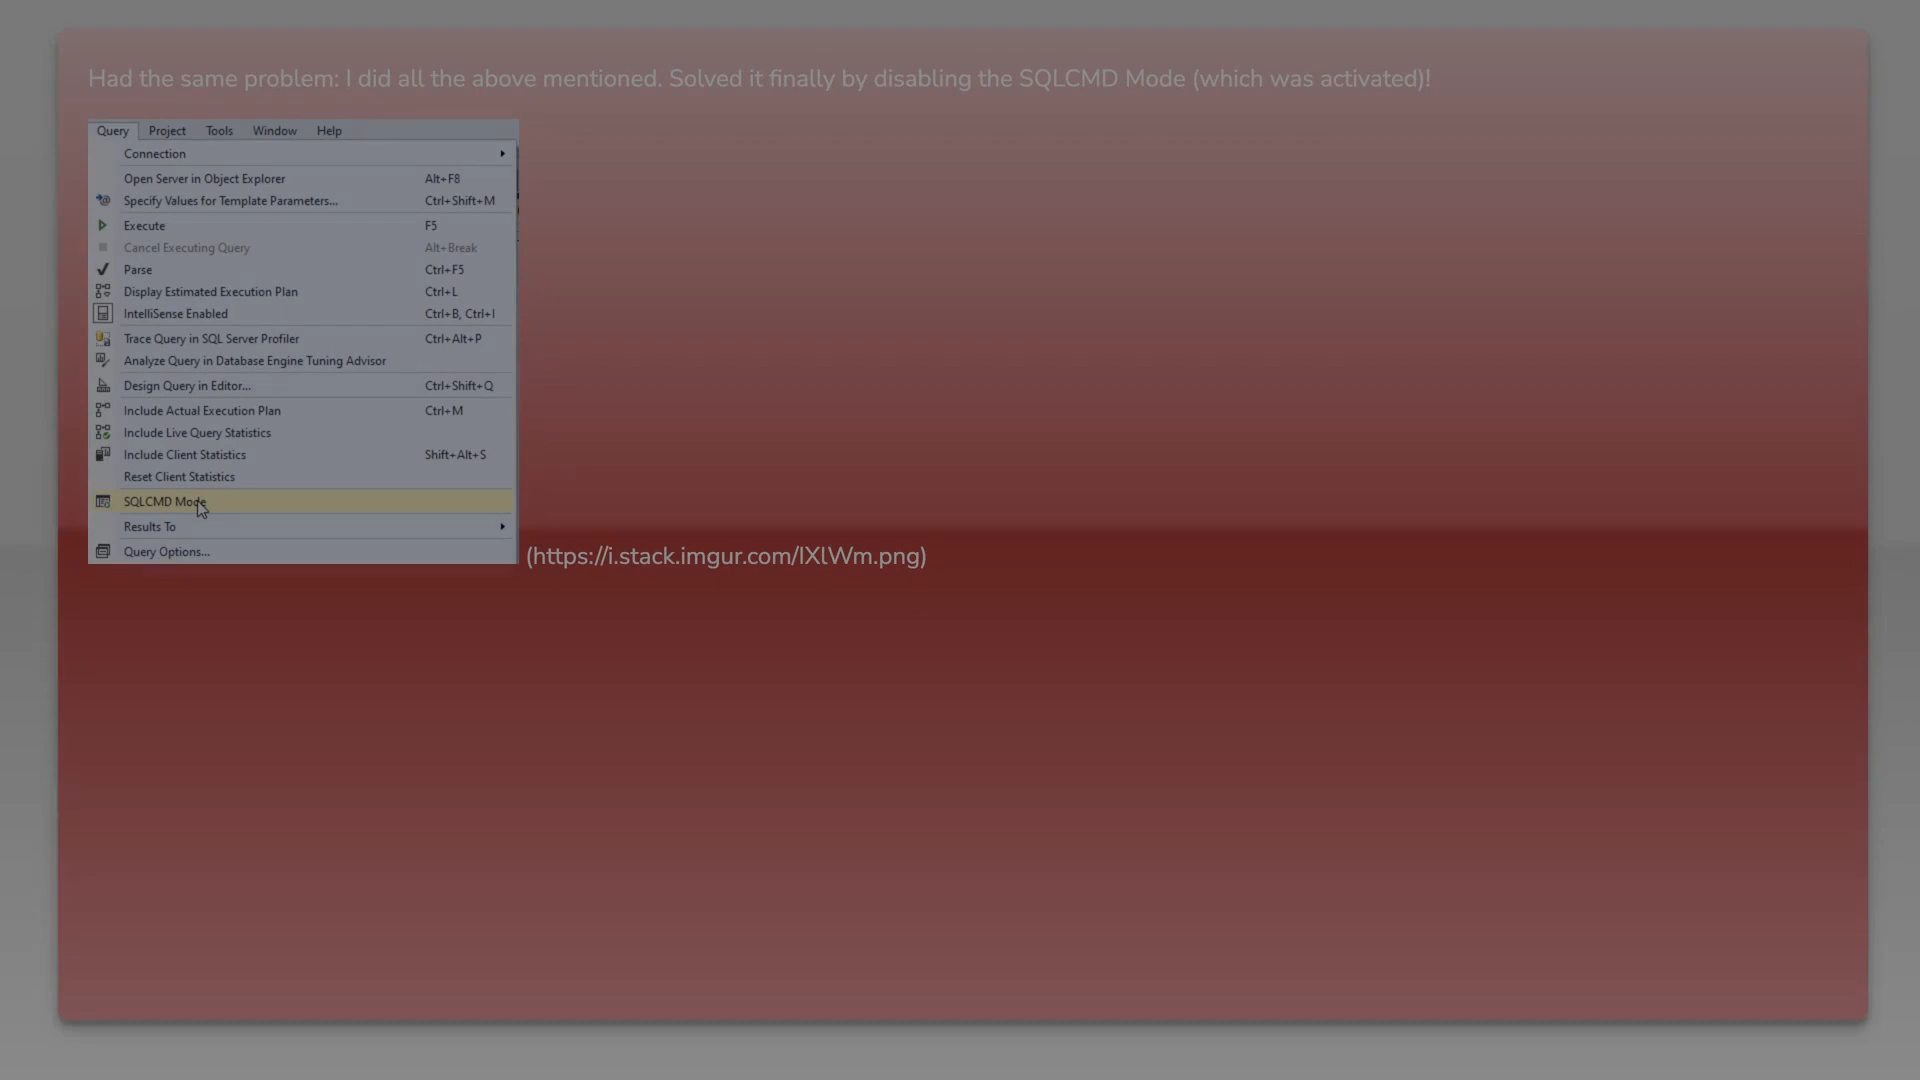 Had the same problem: I did all the above mentioned. Solved it finally by disabling the SQLCMD Mode (which was activated)!
Query Project Tools Window Help
Connection
Open Server in Object Explorer Alt+F8
Specify Values for Template Parameters... Ctrl+Shift+M
Execute F5
Cancel Executing Query Alt+Break
Parse Ctrl+F5
Display Estimated Execution Plan Ctrl+L
IntelliSense Enabled Ctrl+B, Ctrl+I
Trace Query in SQL Server Profiler Ctrl+Alt+P
Analyze Query in Database Engine Tuning Advisor
Design Query in Editor... Ctrl+Shift+Q
Include Actual Execution Plan Ctrl+M
Include Live Query Statistics
Include Client Statistics Shift+Alt+S
Reset Client Statistics
SQLCMD Mode
Results To
Query Options... (https://i.stack.imgur.com/IXlWm.png)